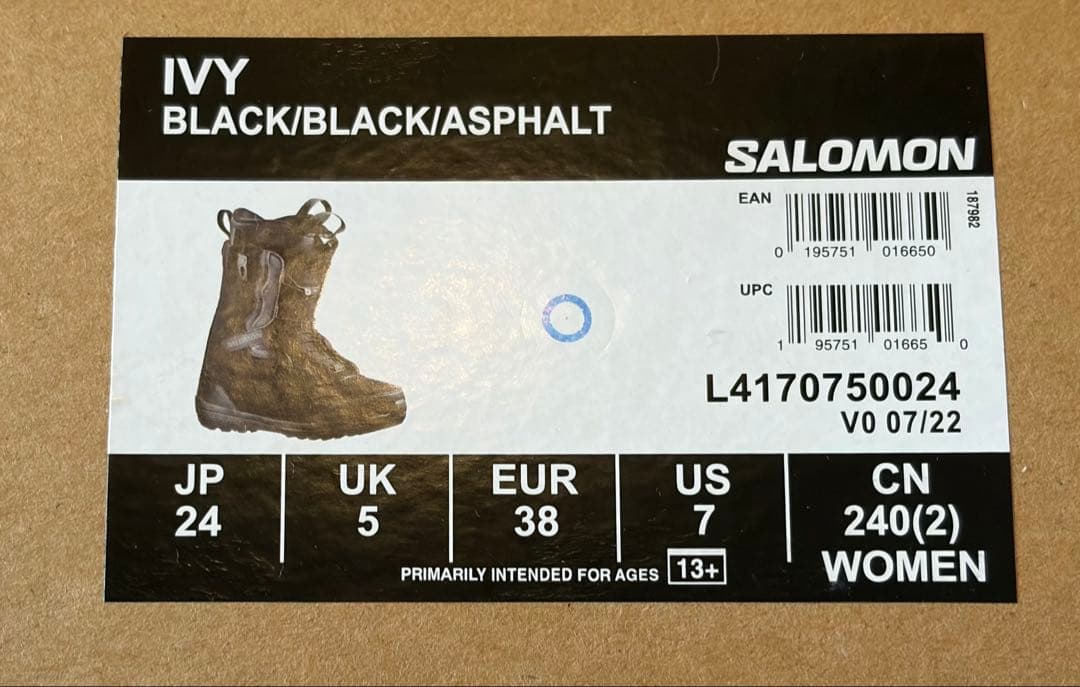 IVY
BLACK/BLACK/ASPHALT
SALOMON
EAN
0 195751 016650
187982
UPC
1 95751 01665 0
L4170750024
V0 07/22
JP UK EUR US CN
24 5 38 7 240(2)
PRIMARILY INTENDED FOR AGES 13+ WOMEN